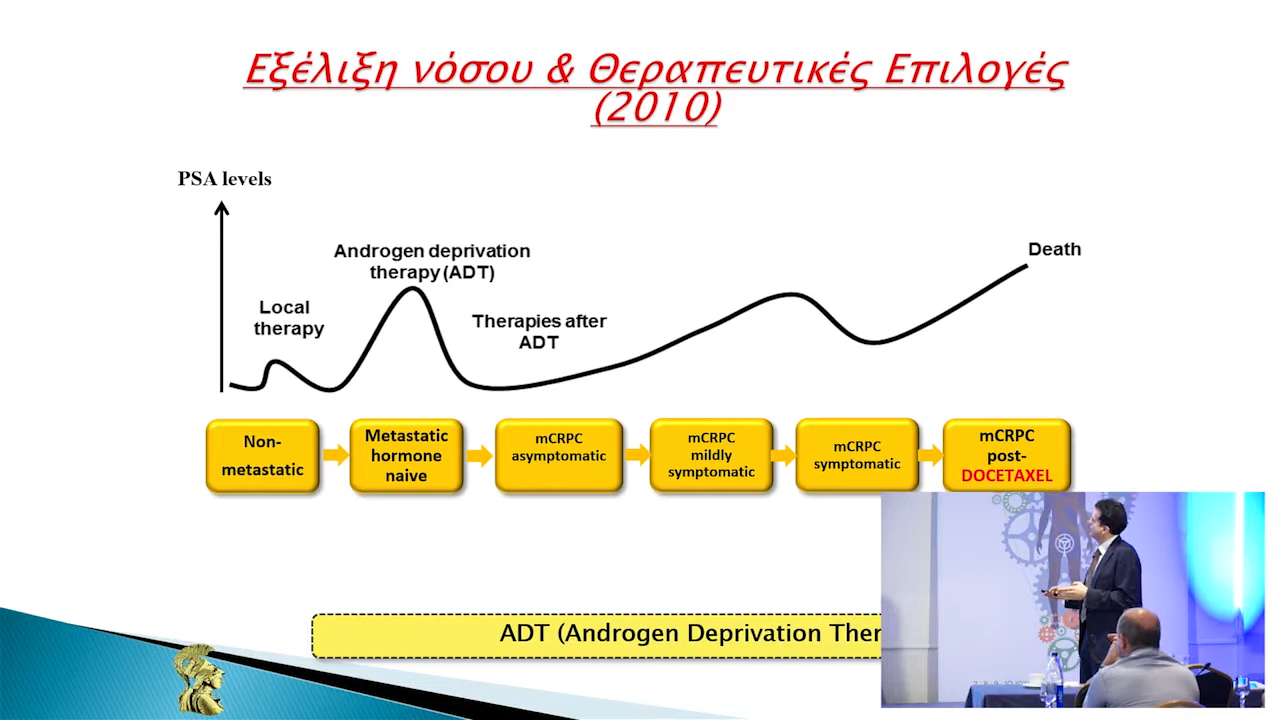 Εξέλιξη νόσου & Θεραπευτικές Επιλογές
(2010)
PSA levels
Androgen deprivation
therapy (ADT)
Death
Local
therapy
Therapies after
ADT
Non-
metastatic
Metastatic
hormone
naive
mCRPC
asymptomatic
mCRPC
mildly
symptomatic
mCRPC
symptomatic
mCRPC
post-
DOCETAXEL
ADT (Androgen Deprivation Ther